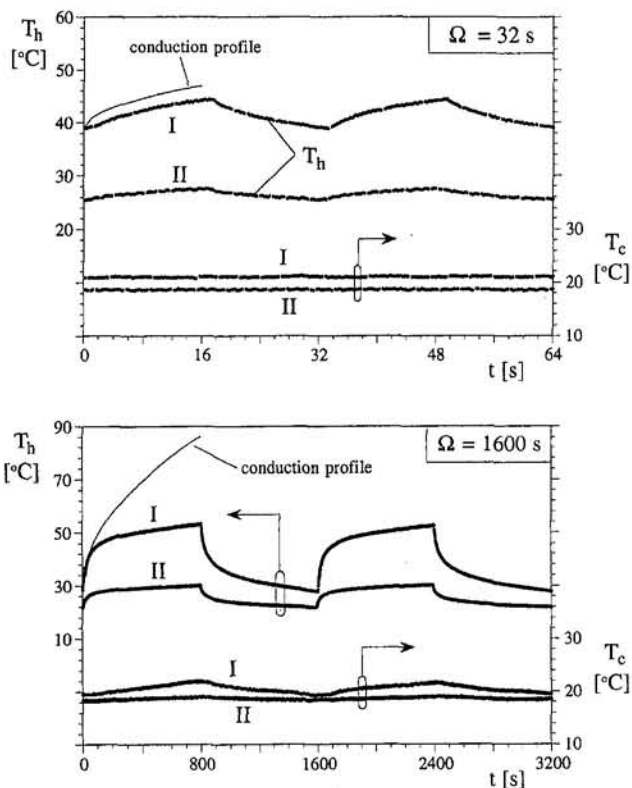 T_h
[°C]
60
50
40
30
20
conduction profile
Ω = 32 s
I
T_h
II
I
II
30
20
10
T_c
[°C]
0
16
32
48
64
t [s]
T_h
[°C]
90
70
50
30
10
conduction profile
Ω = 1600 s
I
II
I
II
30
20
10
T_c
[°C]
0
800
1600
2400
3200
t [s]